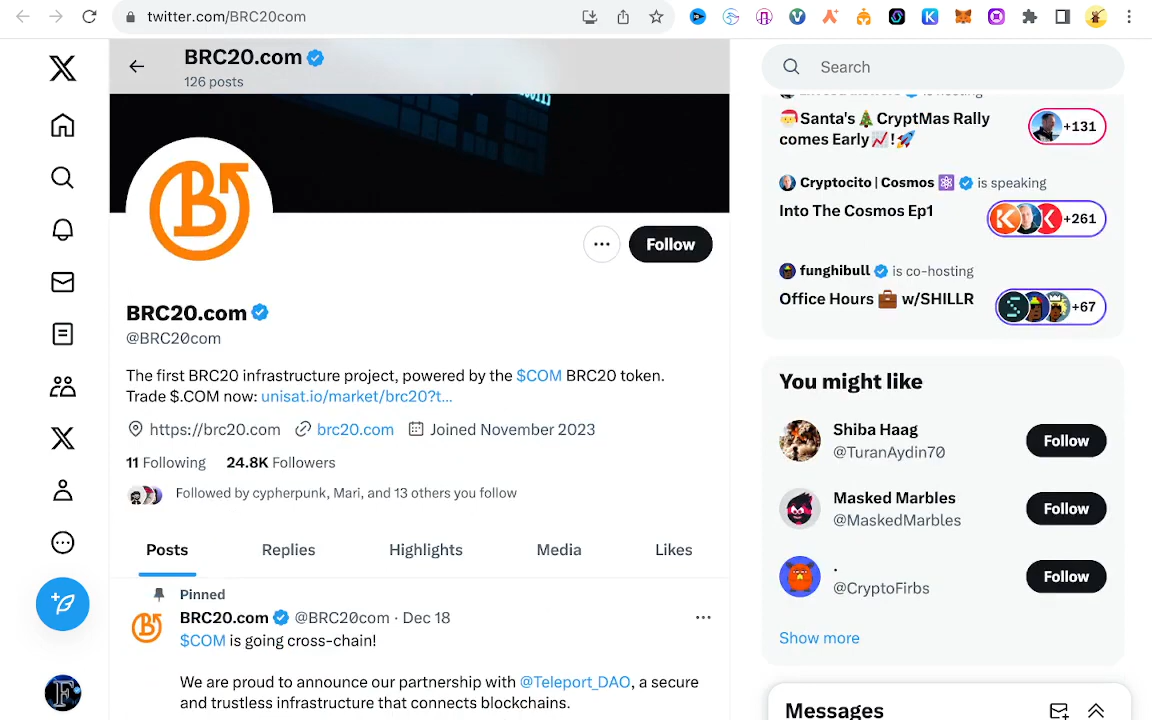 twitter.com/BRC20com
BRC20.com
126 posts
Follow
BRC20.com
@BRC20com
The first BRC20 infrastructure project, powered by the $COM BRC20 token.
Trade $.COM now: unisat.io/market/brc20?t...
https://brc20.com brc20.com Joined November 2023
11 Following 24.8K Followers
Followed by cypherpunk, Mari, and 13 others you follow
Posts Replies Highlights Media Likes
Pinned
BRC20.com @BRC20com · Dec 18
$COM is going cross-chain!
We are proud to announce our partnership with @Teleport_DAO, a secure
and trustless infrastructure that connects blockchains.
Search
🎅Santa's🎄CryptMas Rally
comes Early📈!🚀
+131
Cryptocito | Cosmos ⚛️ is speaking
Into The Cosmos Ep1
+261
funghibull is co-hosting
Office Hours 💼 w/SHILLR
+67
You might like
Shiba Haag
@TuranAydin70
Follow
Masked Marbles
@MaskedMarbles
Follow
.
@CryptoFirbs
Follow
Show more
Messages